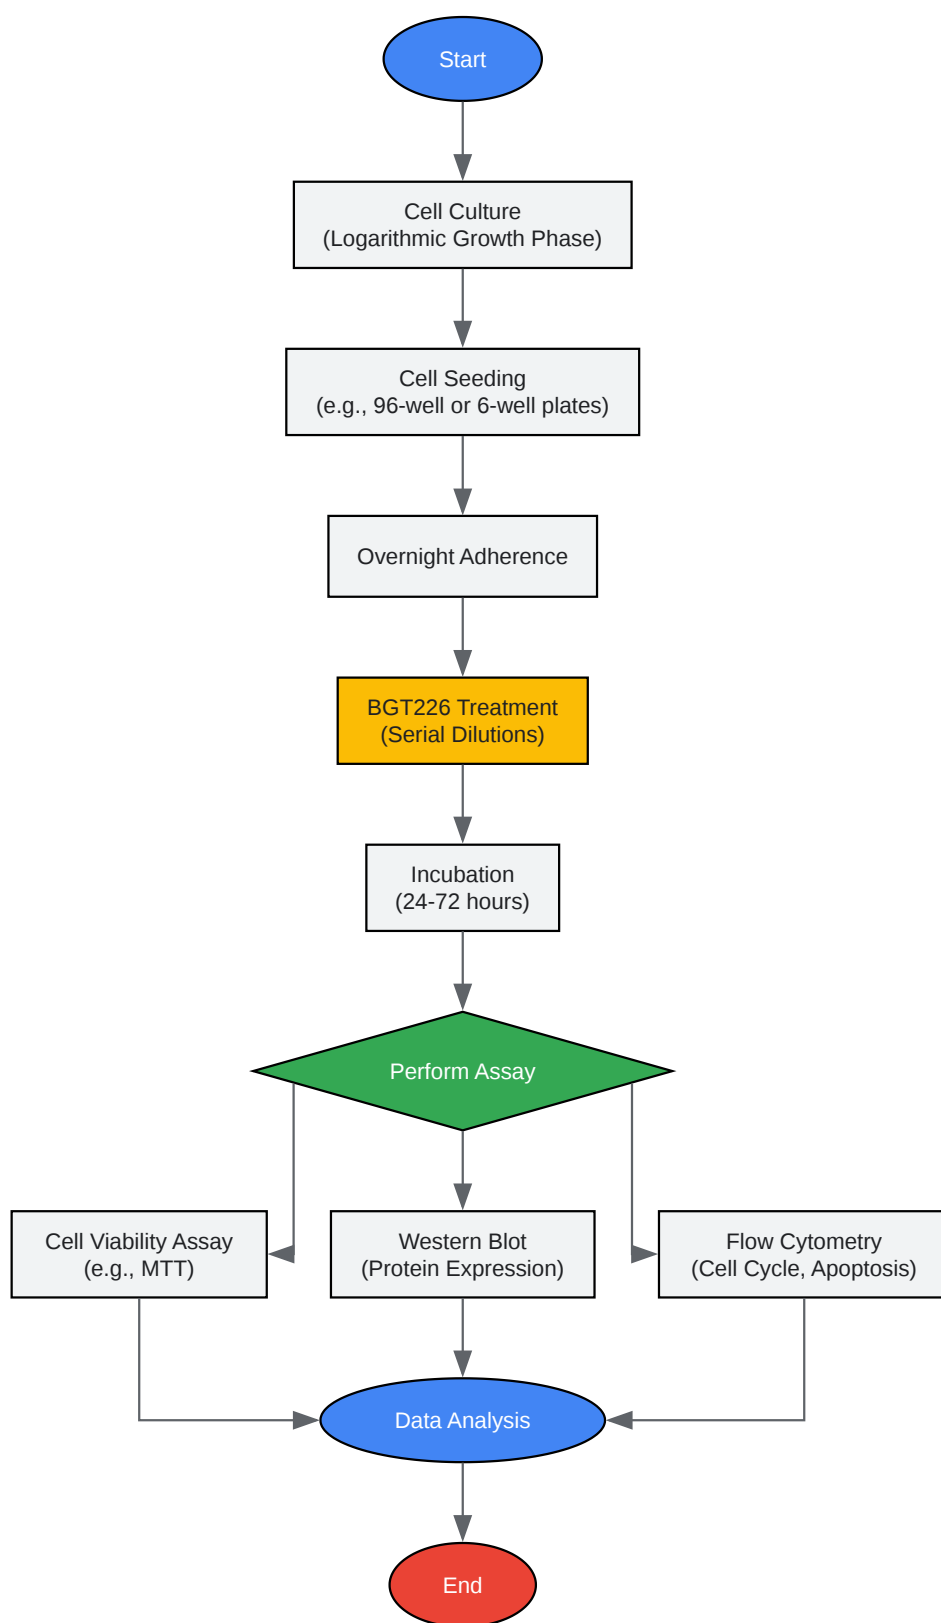 Start
Cell Culture
(Logarithmic Growth Phase)
Cell Seeding
(e.g., 96-well or 6-well plates)
Overnight Adherence
BGT226 Treatment
(Serial Dilutions)
Incubation
(24-72 hours)
Perform Assay
Cell Viability Assay
(e.g., MTT)
Western Blot
(Protein Expression)
Flow Cytometry
(Cell Cycle, Apoptosis)
Data Analysis
End